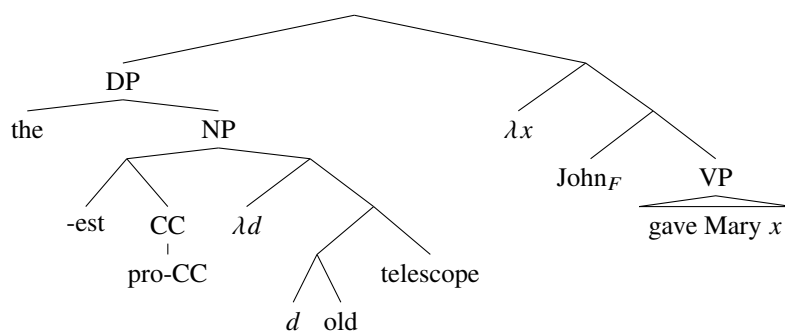 DP
the NP λx
John_F VP
-est CC λd gave Mary x
pro-CC telescope
d old